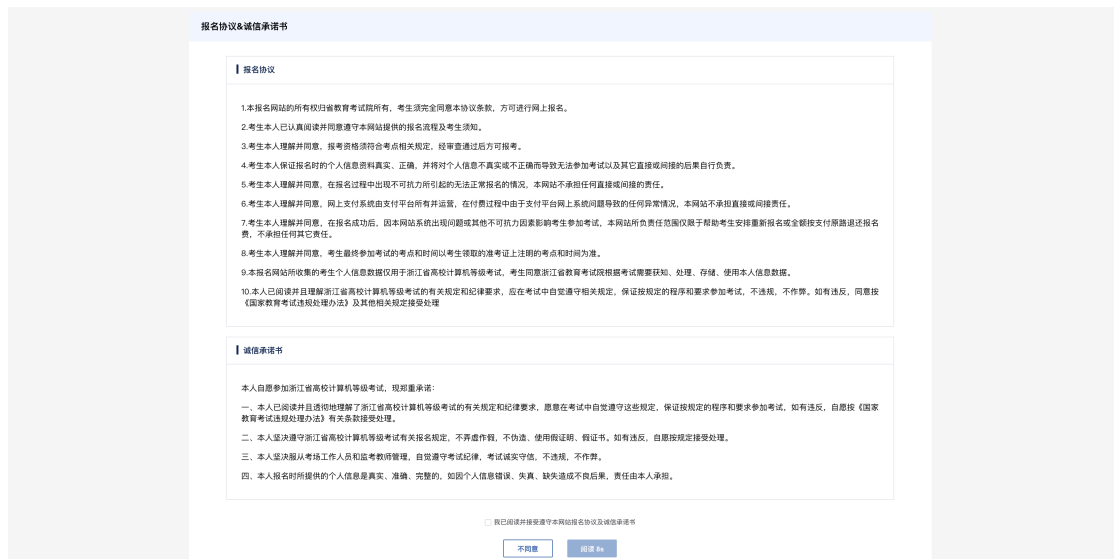 报名协议&诚信承诺书
报名协议
1.本报名网站的所有权归省教育考试院所有，考生须完全同意本协议条款，方可进行网上报名。
2.考生本人已认真阅读并同意遵守本网站提供的报名流程及考生须知。
3.考生本人理解并同意，报考资格须符合考点相关规定，经审查通过后方可报考。
4.考生本人保证报名时的个人信息资料真实、正确，并将对个人信息不真实或不正确而导致无法参加考试以及其它直接或间接的后果自行负责。
5.考生本人理解并同意，在报名过程中出现不可抗力所引起的无法正常报名的情况，本网站不承担任何直接或间接的责任。
6.考生本人理解并同意，网上支付系统由支付平台所有并运营，在付费过程中由于支付平台网上系统问题导致的任何异常情况，本网站不承担直接或间接责任。
7.考生本人理解并同意，在报名成功后，因本网站系统出现问题或其他不可抗力因素影响考生参加考试，本网站所负责任范围仅限于帮助考生安排重新报名或全额按支付原路退还报名
费，不承担任何其它责任。
8.考生本人理解并同意，考生最终参加考试的考点和时间以考生领取的准考证上注明的考点和时间为准。
9.本报名网站所收集的考生个人信息数据仅用于浙江省高校计算机等级考试，考生同意浙江省教育考试院根据考试需要获知、处理、存储、使用本人信息数据。
10.本人已阅读并且理解浙江省高校计算机等级考试的有关规定和纪律要求，应在考试中自觉遵守相关规定，保证按规定的程序和要求参加考试，不违规，不作弊。如有违反，同意按
《国家教育考试违规处理办法》及其他相关规定接受处理
诚信承诺书
本人自愿参加浙江省高校计算机等级考试，现郑重承诺：
一、本人已阅读并且透彻地理解了浙江省高校计算机等级考试的有关规定和纪律要求，愿意在考试中自觉遵守这些规定，保证按规定的程序和要求参加考试，如有违反，自愿按《国家
教育考试违规处理办法》有关条款接受处理。
二、本人坚决遵守浙江省高校计算机等级考试有关报名规定，不弄虚作假，不伪造、使用假证明、假证书。如有违反，自愿按规定接受处理。
三、本人坚决服从考场工作人员和监考教师管理，自觉遵守考试纪律，考试诚实守信，不违规，不作弊。
四、本人报名时所提供的个人信息是真实、准确、完整的，如因个人信息错误、失真、缺失造成不良后果，责任由本人承担。
我已阅读并接受遵守本网站报名协议及诚信承诺书
不同意
阅读 8s